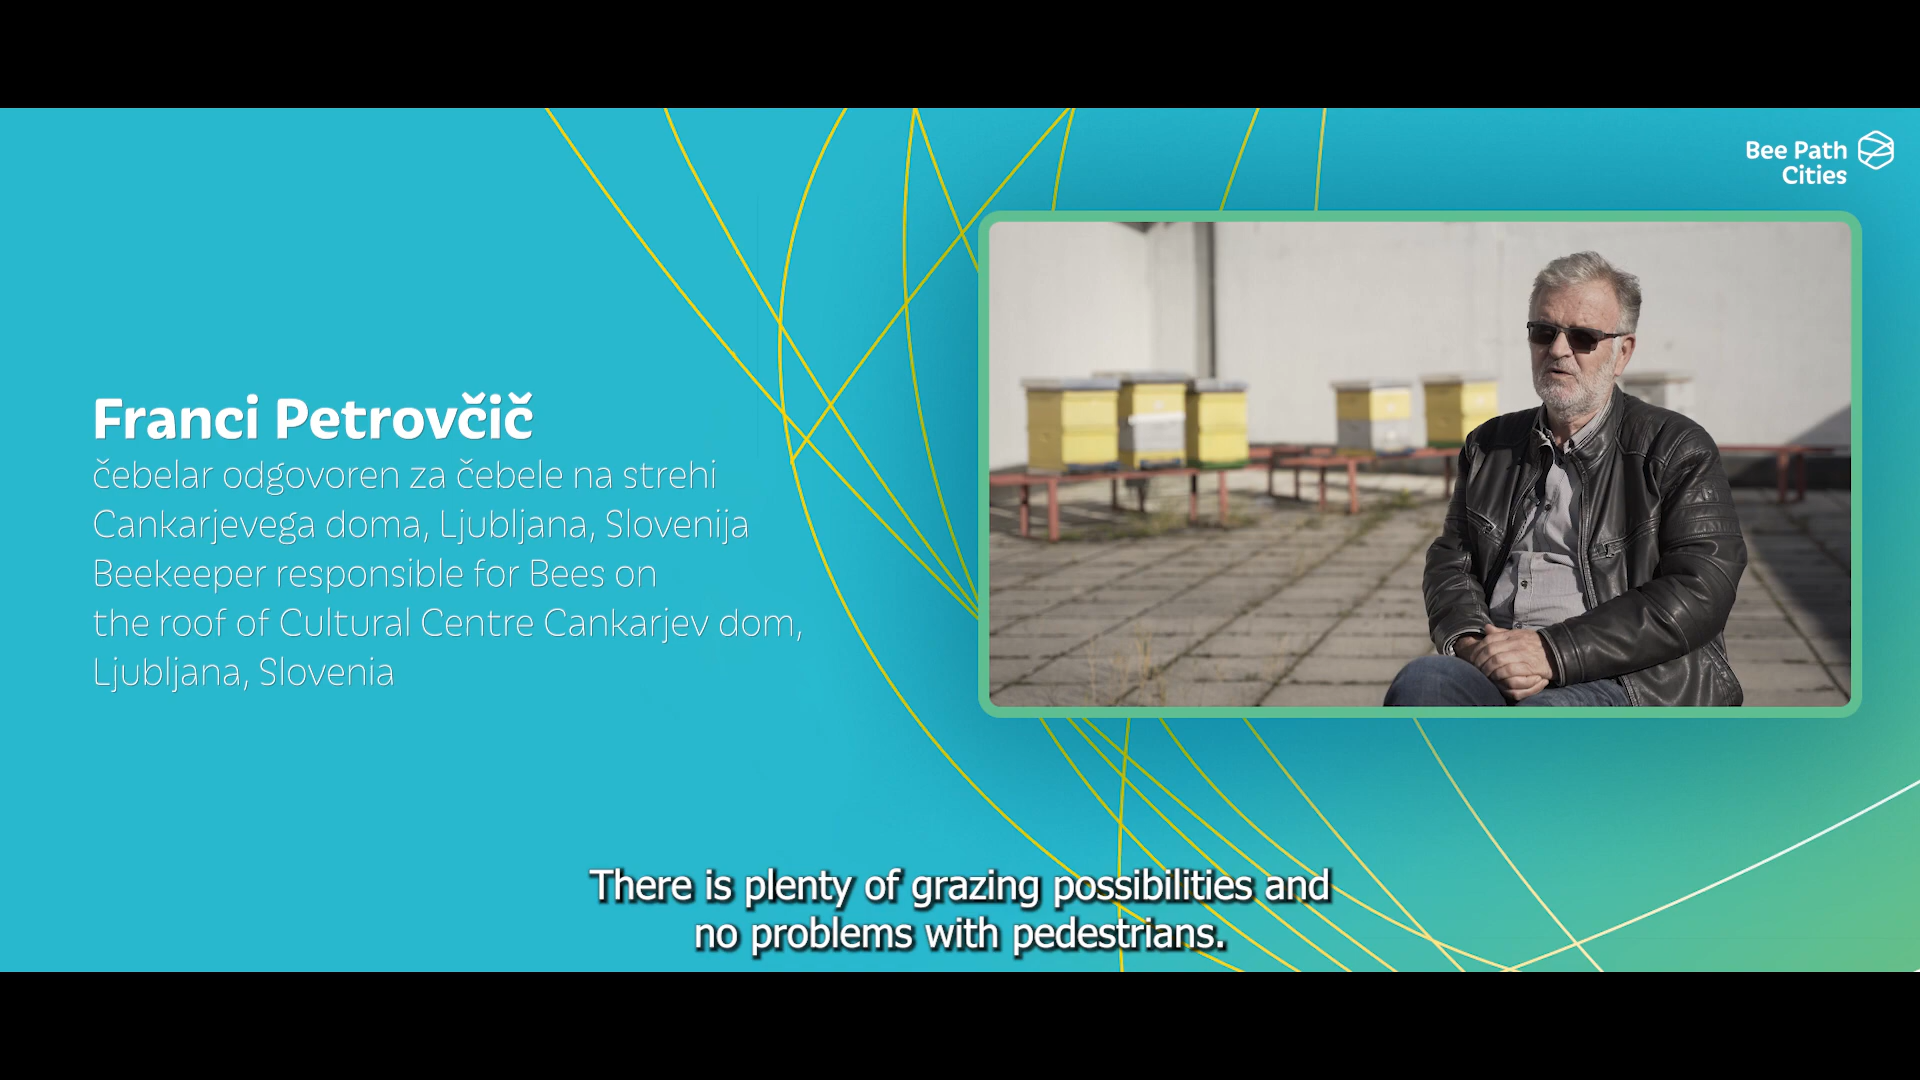 Bee Path
Cities
Franci Petrovčič
čebelar odgovoren za čebele na strehi
Cankarjevega doma, Ljubljana, Slovenija
Beekeeper responsible for Bees on
the roof of Cultural Centre Cankarjev dom,
Ljubljana, Slovenia
There is plenty of grazing possibilities and
no problems with pedestrians.